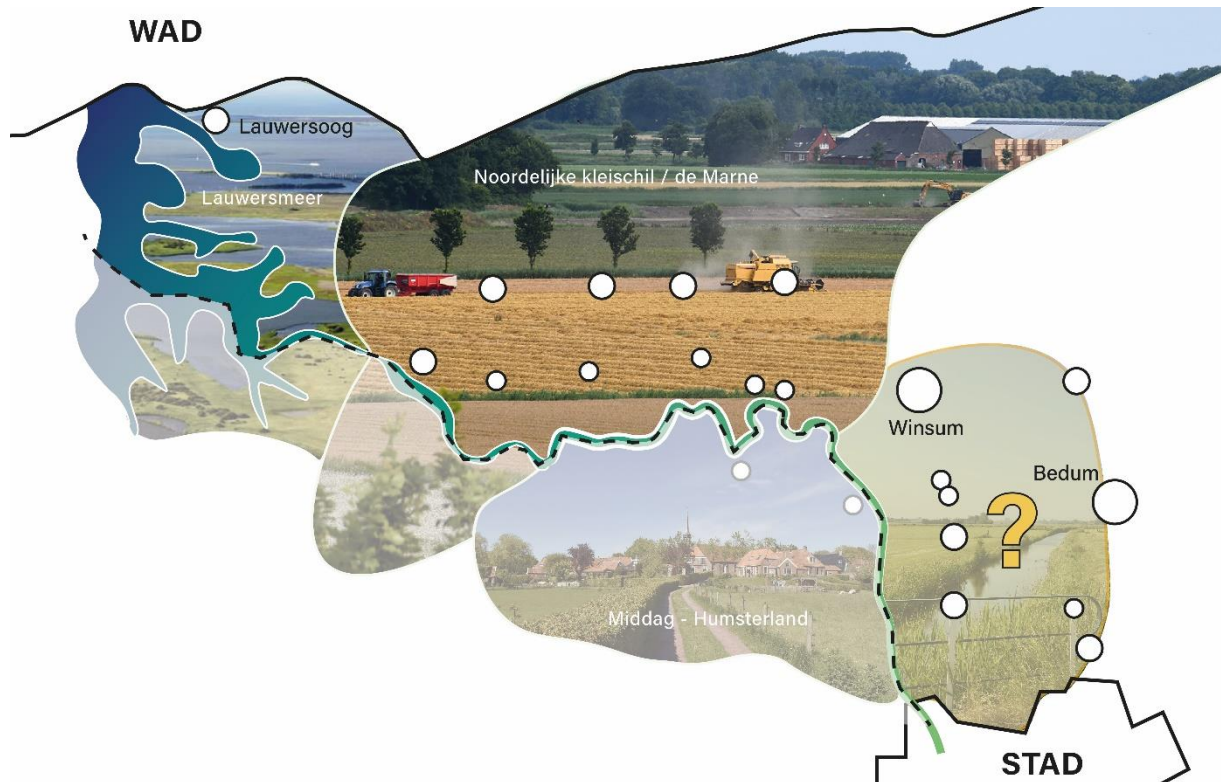 WAD
Lauwersoog
Noordelijke kleischil / de Marne
Lauwersmeer
Winsum
Bedum
?
Middag - Humsterland
STAD